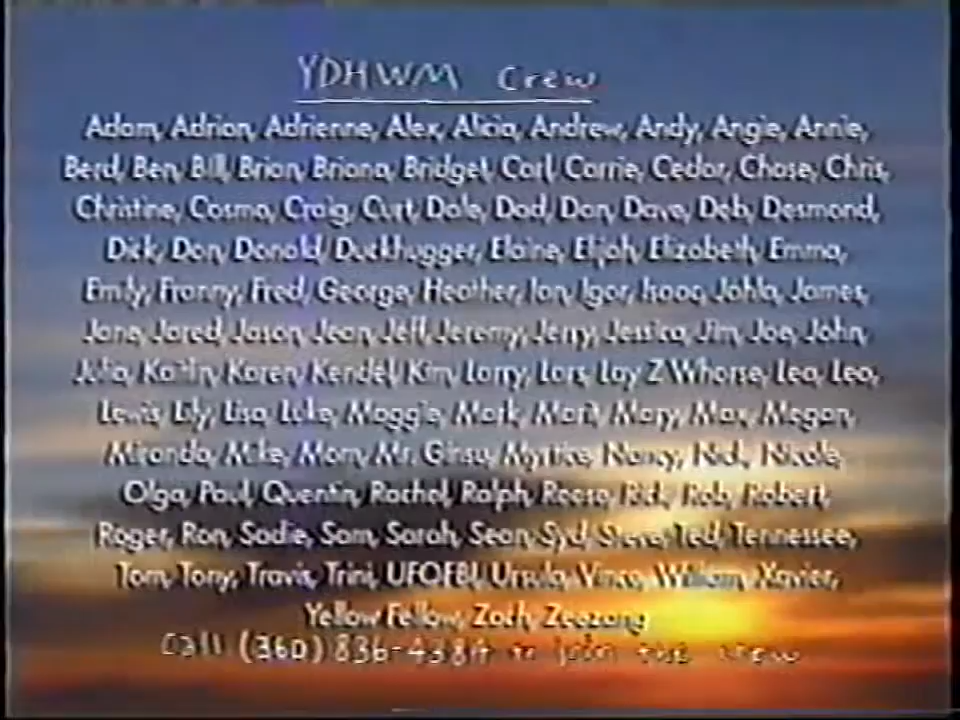 YDHWM Crew
Adam, Adrian, Adrienne, Alex, Alicia, Andrew, Andy, Angie, Annie,
Berd, Ben, Bill, Brian, Briana, Bridget, Carl, Carrie, Cedar, Chase, Chris,
Christine, Cosmo, Craig, Curt, Dale, Dad, Dan, Dave, Deb, Desmond,
Dick, Don, Donald, Duckhugger, Elaine, Elijah, Elizabeth, Emma,
Emily, Franny, Fred, George, Heather, Ian, Igor, Isaac, Jahla, James,
Jane, Jared, Jason, Jean, Jeff, Jeremy, Jerry, Jessica, Jim, Joe, John,
Julia, Kaitlin, Karen, Kendel, Kim, Larry, Lars, Lay Z Whorse, Lea, Leo,
Lewis, Lily, Lisa, Luke, Maggie, Mark, Mary, Max, Megan,
Miranda, Mike, Mom, Mr. Ginsu, Myrtice, Nancy, Nicole,
Olga, Paul, Quentin, Rachel, Ralph, Reese, Rob, Robert,
Roger, Ron, Sadie, Sam, Sarah, Sean, Syd, Steve, Ted, Tennessee,
Tom, Tony, Travis, Trini, UFOFBI, Ursula, Vince, William, Xavier,
Yellow Fellow, Zach, Zeezang
Call (360) 836-4384 to join the crew